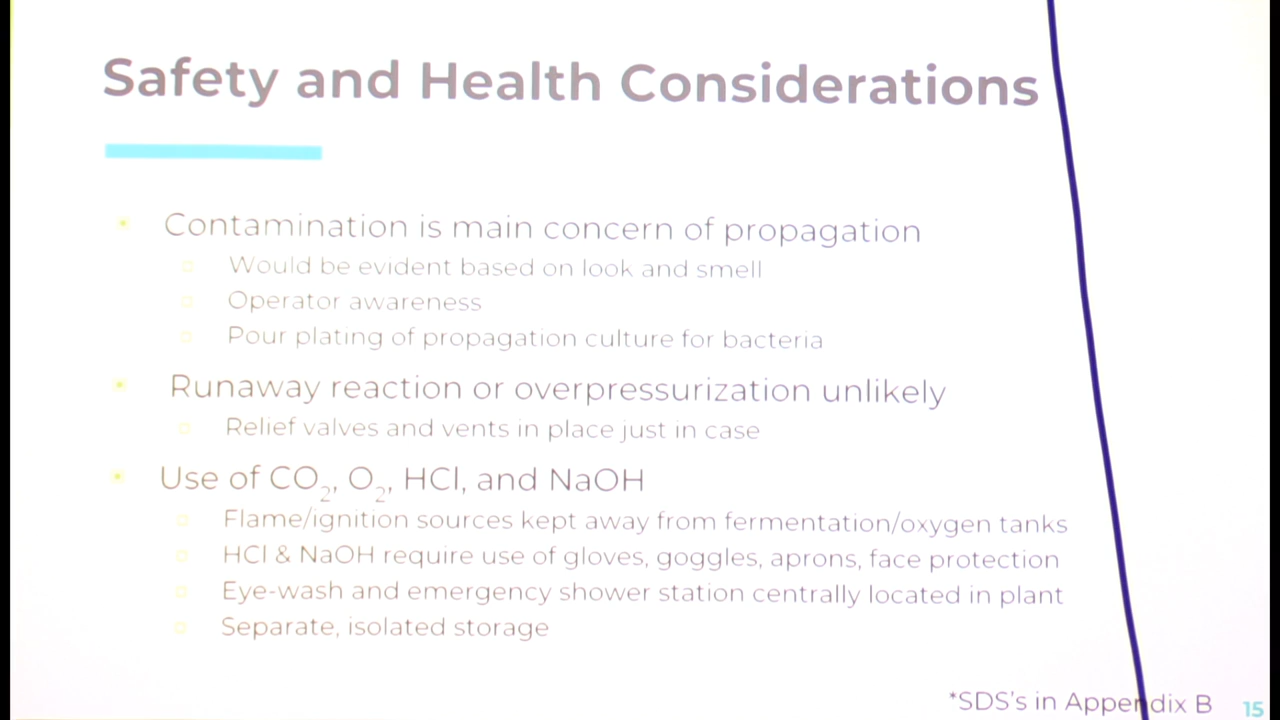 Safety and Health Considerations
Contamination is main concern of propagation
Would be evident based on look and smell
Operator awareness
Pour plating of propagation culture for bacteria
Runaway reaction or overpressurization unlikely
Relief valves and vents in place just in case
Use of CO₂, O₂, HCl, and NaOH
Flame/ignition sources kept away from fermentation/oxygen tanks
HCl & NaOH require use of gloves, goggles, aprons, face protection
Eye-wash and emergency shower station centrally located in plant
Separate, isolated storage
*SDS's in Appendix B
15